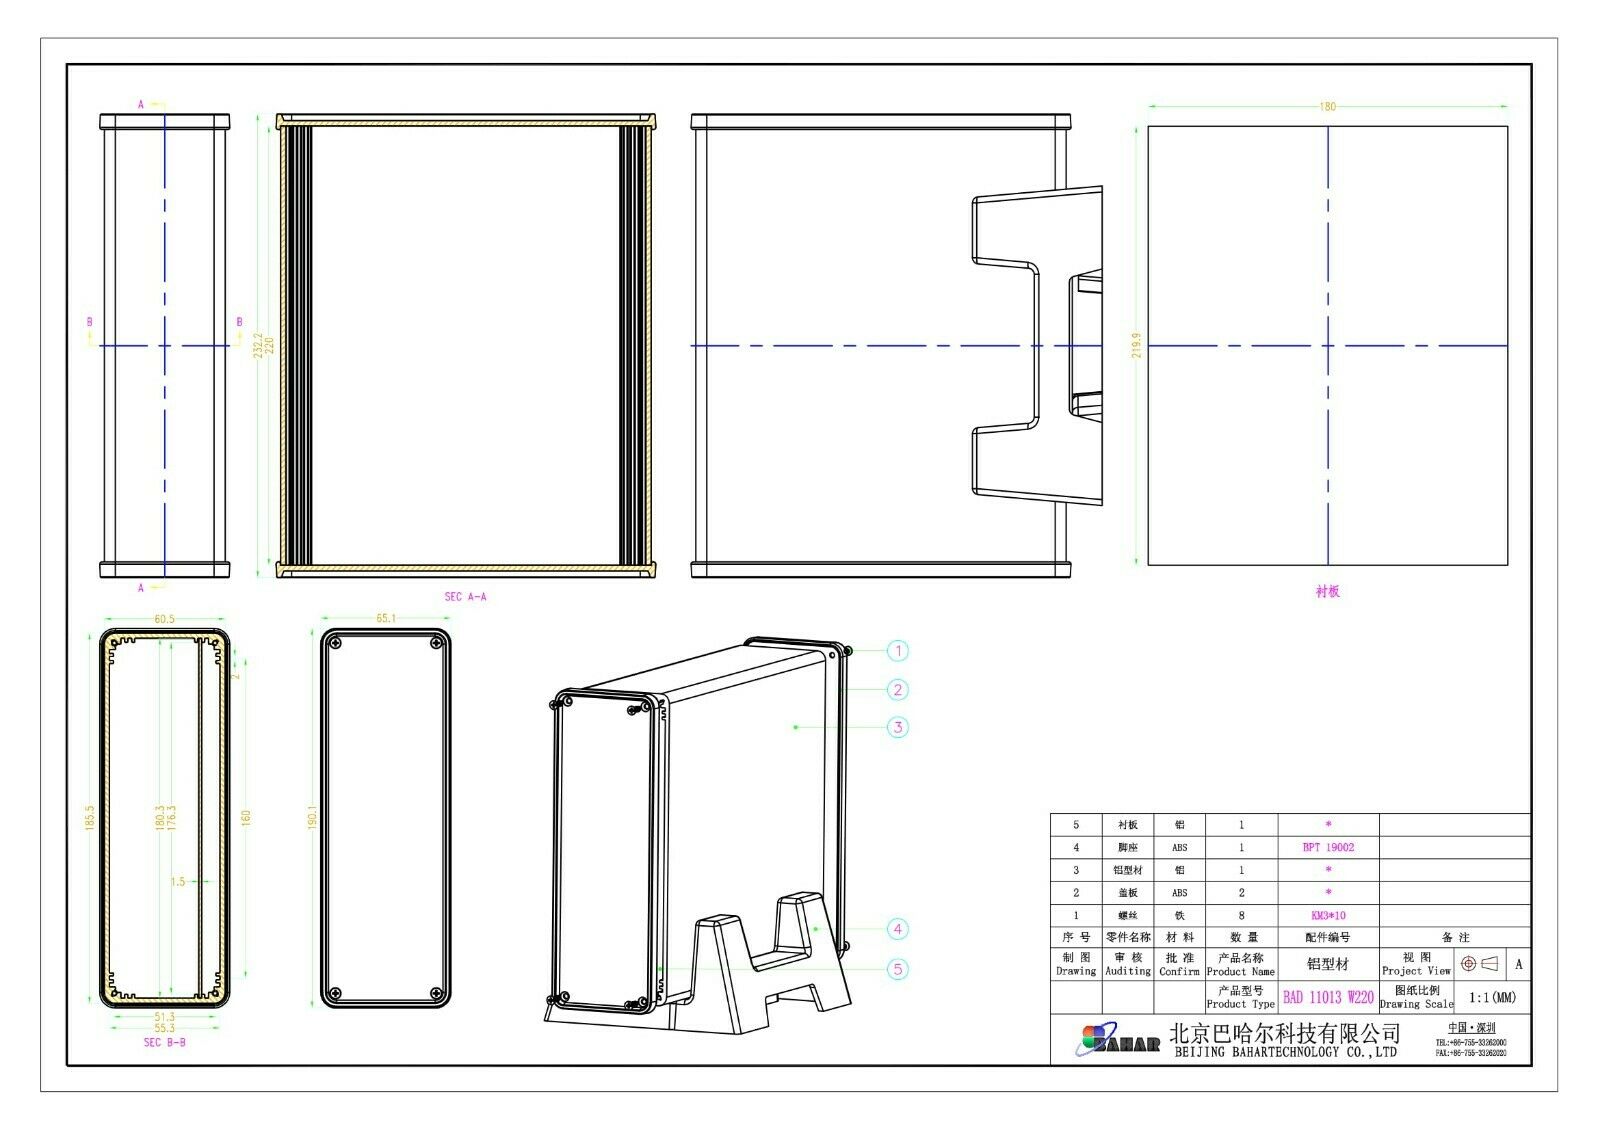 A
180
B
B
232.2
220
219.9
A
SEC A-A
衬板
60.5
65.1
2
185.5
180.3
176.3
160
190.1
1.5
51.3
55.3
SEC B-B
1
2
3
4
5
5 衬板 铝 1 *
4 脚座 ABS 1 BPT 19002
3 铝型材 铝 1 *
2 盖板 ABS 2 *
1 螺丝 铁 8 KM3*10
序 号 零件名称 材 料 数 量 配件编号 备 注
制 图 审 核 批 准 产品名称 铝型材 视 图 A
Drawing Auditing Confirm Product Name Project View
产品型号 BAD 11013 W220 图纸比例 1:1(MM)
Product Type Drawing Scale
BAHAR 北京巴哈尔科技有限公司 中国·深圳
BEIJING BAHARTECHNOLOGY CO.,LTD TEL:+86-755-33262000
FAX:+86-755-33262020